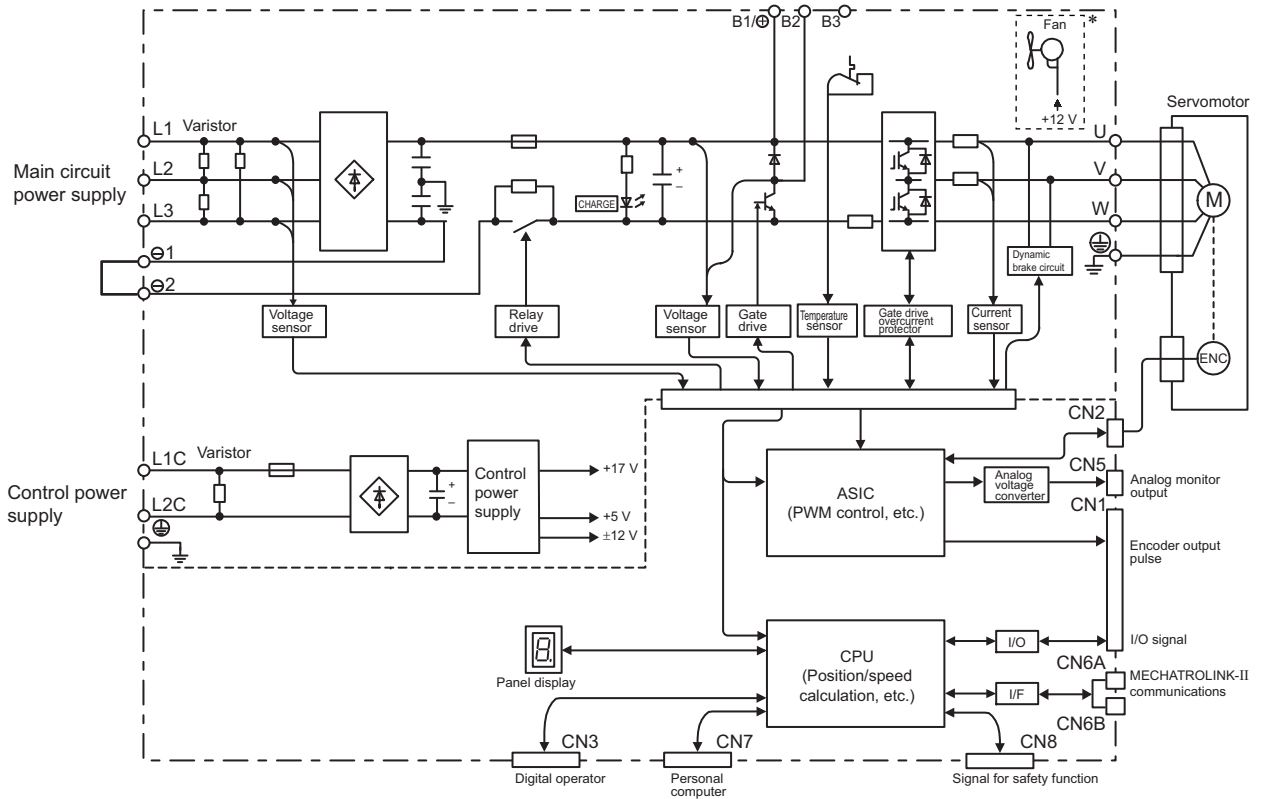 B1/⊕ B2 B3
Fan *
+12 V
Servomotor
Main circuit
power supply
L1 Varistor
L2
L3
⊖1
⊖2
CHARGE
+
–
U
V
W
M
ENC
Dynamic
brake circuit
Voltage
sensor
Relay
drive
Voltage
sensor
Gate
drive
Temperature
sensor
Gate drive
overcurrent
protector
Current
sensor
Control power
supply
L1C Varistor
L2C
+
–
Control
power
supply
+17 V
+5 V
±12 V
ASIC
(PWM control, etc.)
Analog
voltage
converter
CN2
CN5
Analog monitor
output
CN1
Encoder output
pulse
I/O signal
CPU
(Position/speed
calculation, etc.)
I/O
I/F
CN6A
MECHATROLINK-II
communications
CN6B
8.
Panel display
CN3
Digital operator
CN7
Personal
computer
CN8
Signal for safety function